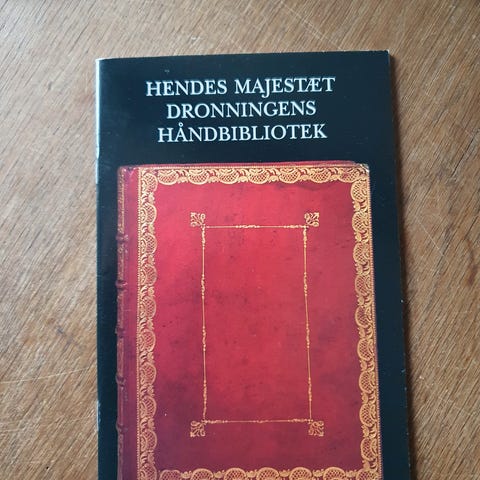 HENDES MAJESTÆT
DRONNINGENS
HÅNDBIBLIOTEK